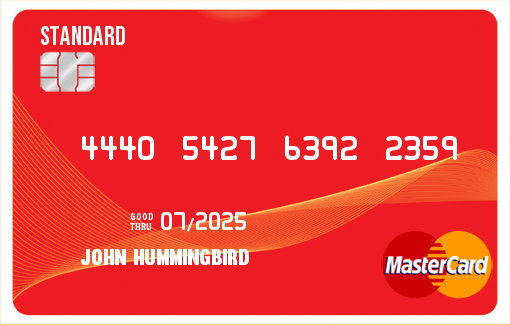 STANDARD
4440 5427 6392 2359
GOOD THRU 07/2025
JOHN HUMMINGBIRD
MasterCard